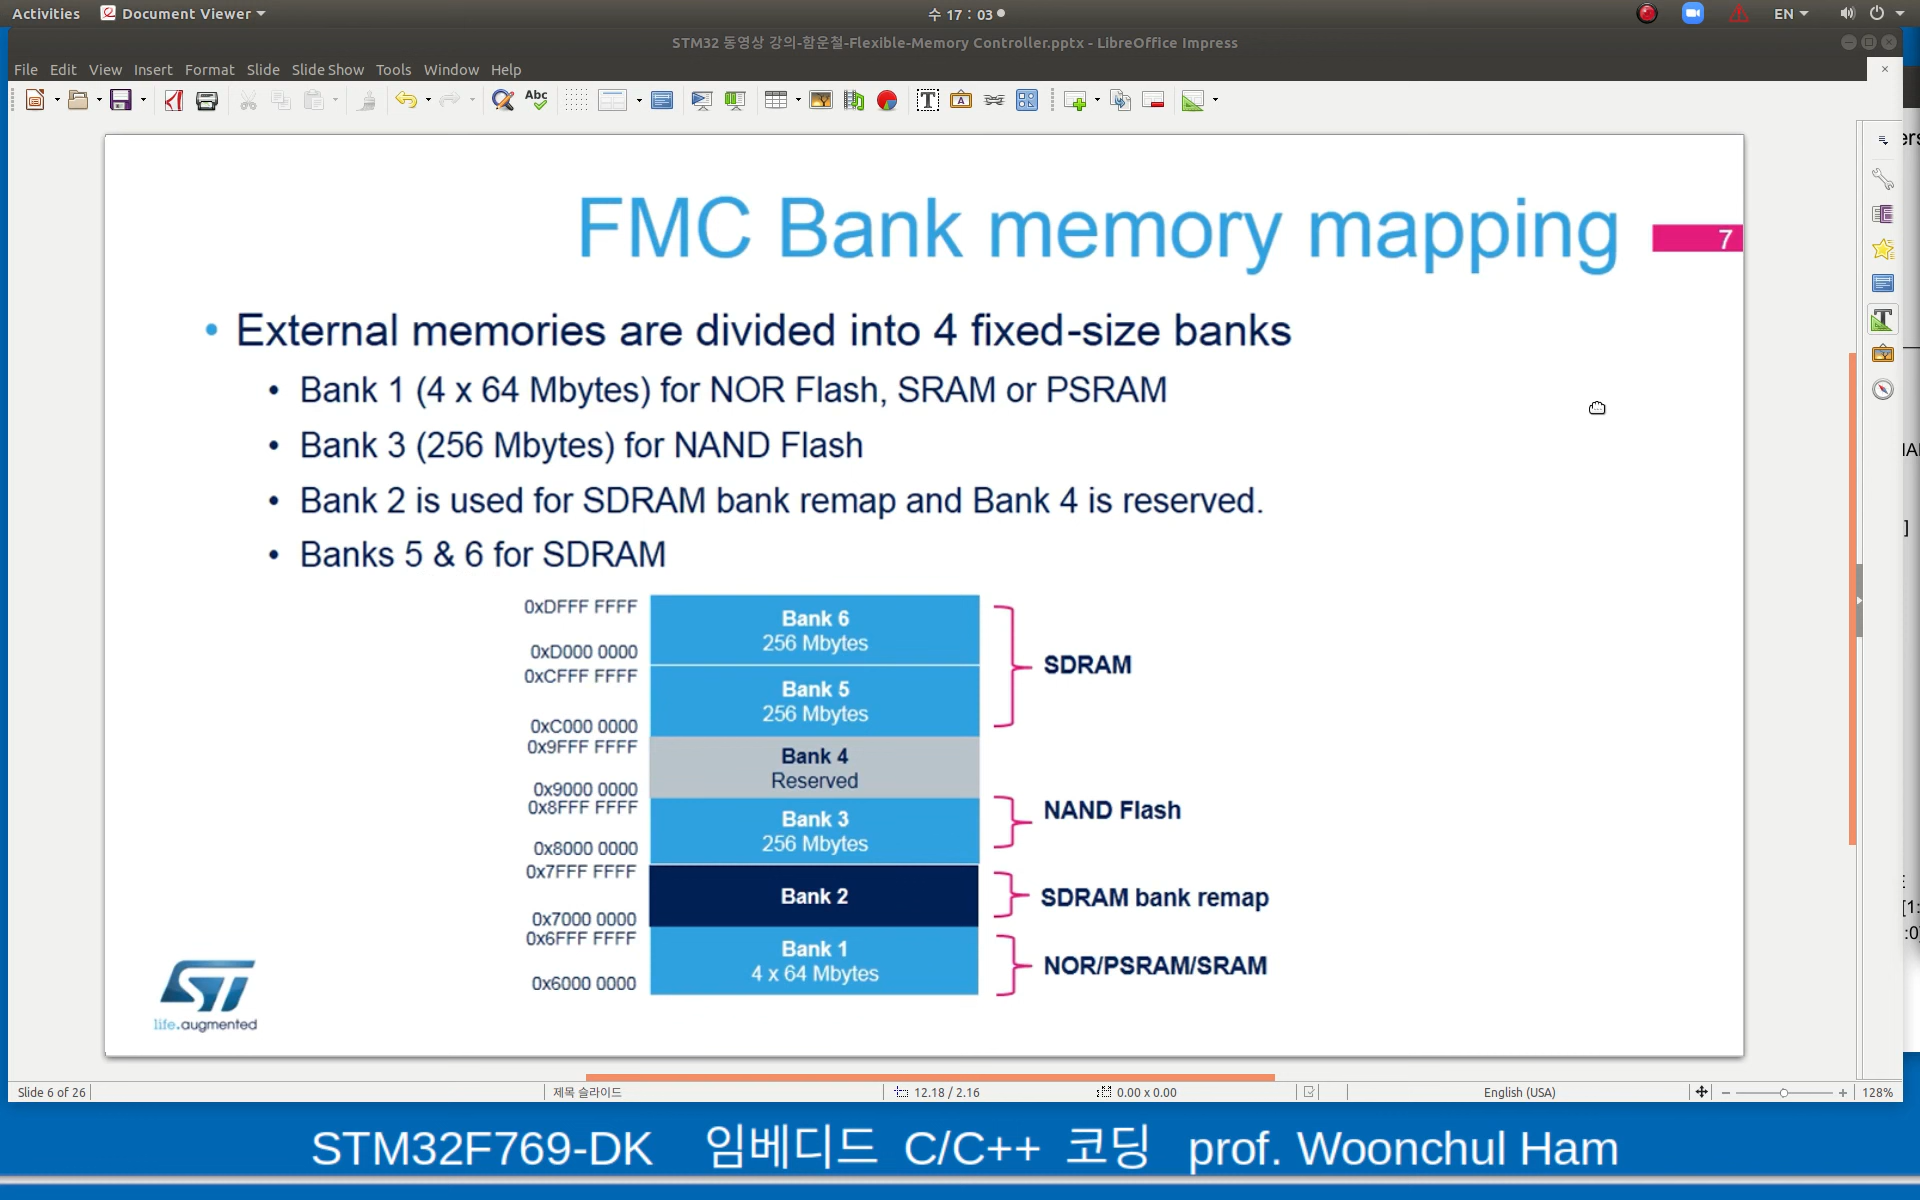 Activities
Document Viewer
수 17 : 03
EN
STM32 동영상 강의-함운철-Flexible-Memory Controller.pptx - LibreOffice Impress
File Edit View Insert Format Slide Slide Show Tools Window Help
Abc
FMC Bank memory mapping
7
• External memories are divided into 4 fixed-size banks
• Bank 1 (4 x 64 Mbytes) for NOR Flash, SRAM or PSRAM
• Bank 3 (256 Mbytes) for NAND Flash
• Bank 2 is used for SDRAM bank remap and Bank 4 is reserved.
• Banks 5 & 6 for SDRAM
0xDFFF FFFF
Bank 6
256 Mbytes
0xD000 0000
SDRAM
0xCFFF FFFF
Bank 5
256 Mbytes
0xC000 0000
0x9FFF FFFF
Bank 4
Reserved
0x9000 0000
0x8FFF FFFF
Bank 3
256 Mbytes
NAND Flash
0x8000 0000
0x7FFF FFFF
Bank 2
SDRAM bank remap
0x7000 0000
0x6FFF FFFF
Bank 1
4 x 64 Mbytes
NOR/PSRAM/SRAM
0x6000 0000
ST
life.augmented
Slide 6 of 26
제목 슬라이드
12.18 / 2.16
0.00 x 0.00
English (USA)
128%
STM32F769-DK 임베디드 C/C++ 코딩 prof. Woonchul Ham